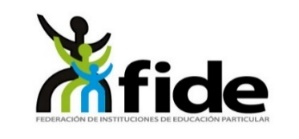 fide
FEDERACIÓN DE INSTITUCIONES DE EDUCACIÓN PARTICULAR